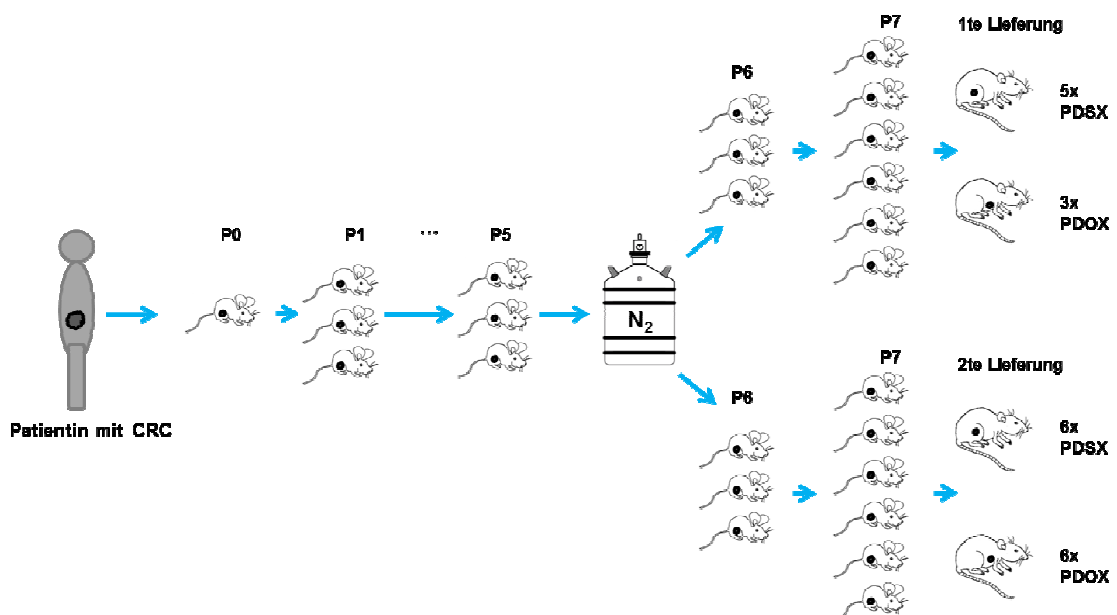 P7
1te Lieferung
P6
5x
PDSX
3x
PDOX
P0
P1
...
P5
N2
Patientin mit CRC
P7
2te Lieferung
P6
6x
PDSX
6x
PDOX